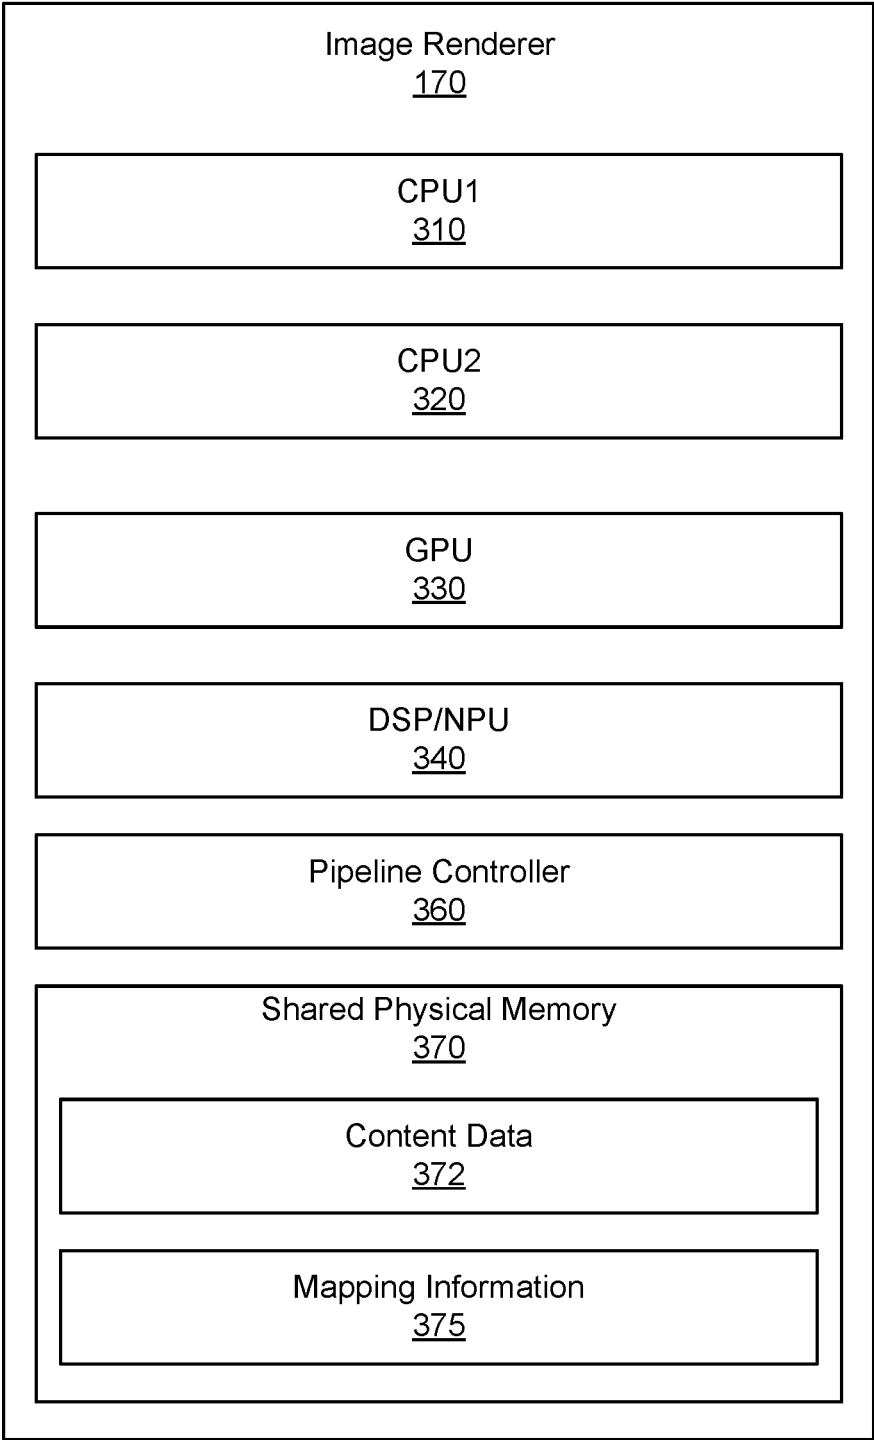 Image Renderer
170
CPU1
310
CPU2
320
GPU
330
DSP/NPU
340
Pipeline Controller
360
Shared Physical Memory
370
Content Data
372
Mapping Information
375